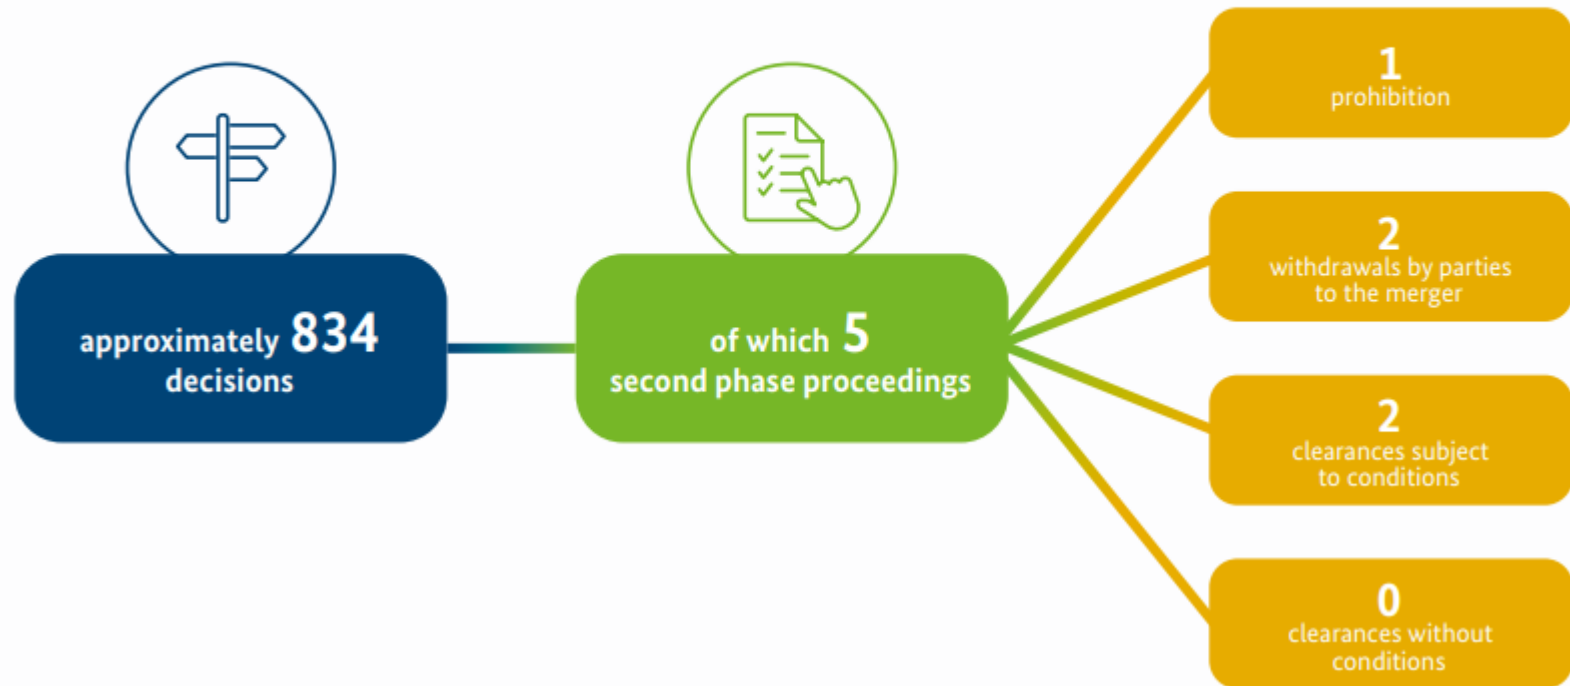 approximately 834
decisions
of which 5
second phase proceedings
1
prohibition
2
withdrawals by parties
to the merger
2
clearances subject
to conditions
0
clearances without
conditions